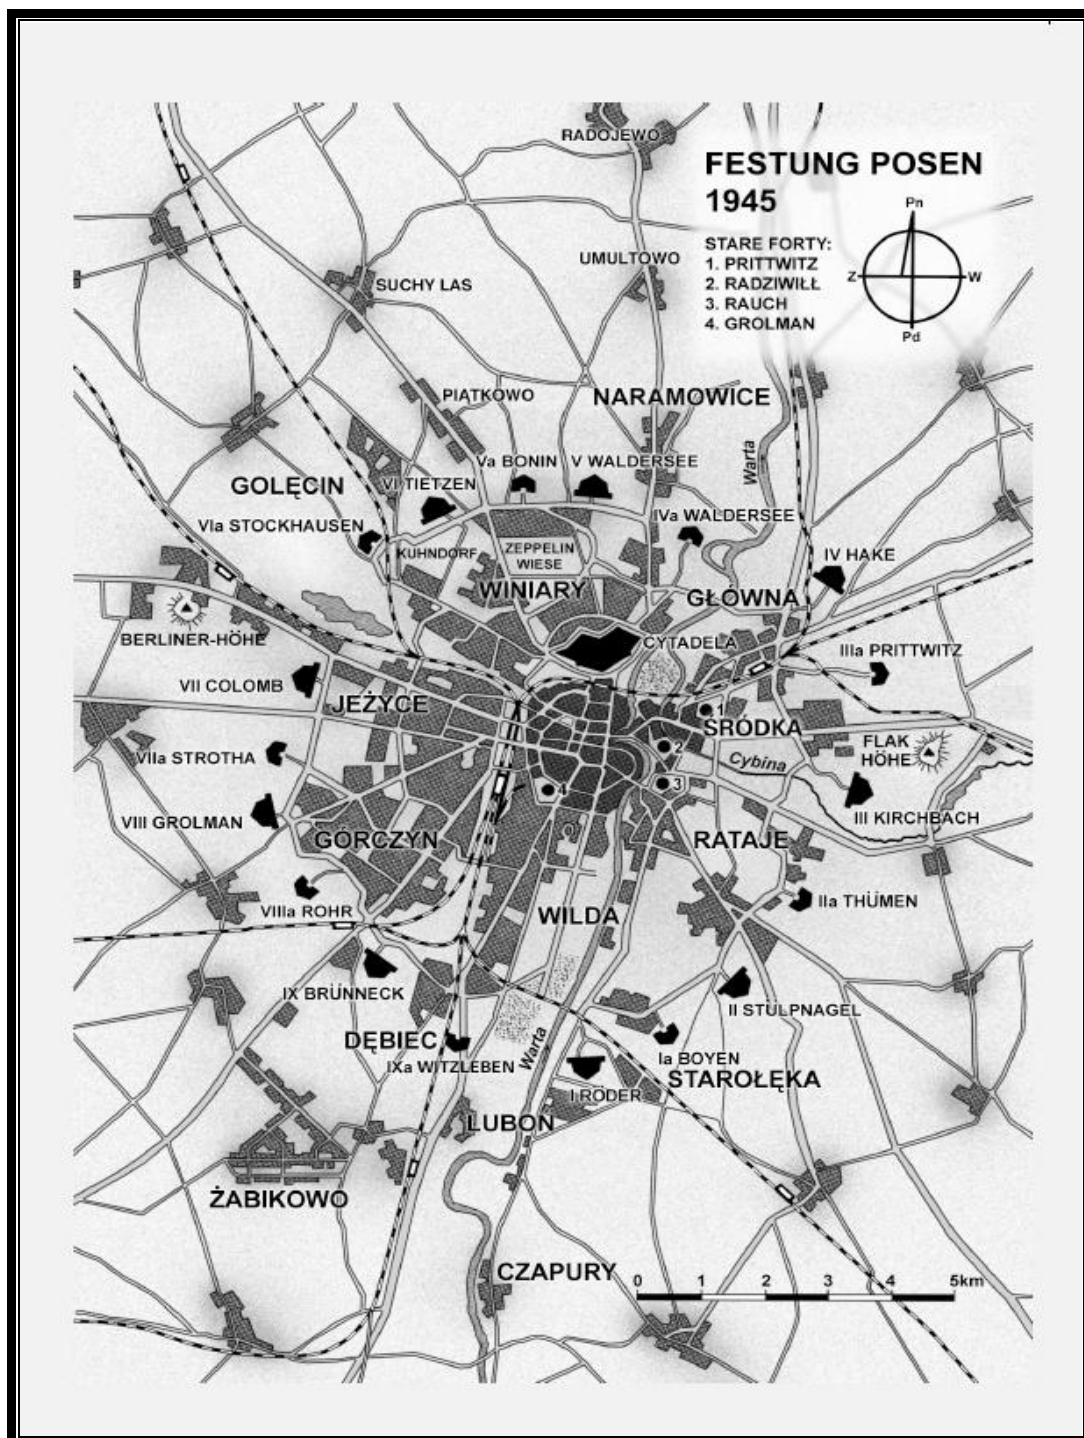 RADOJEWO
FESTUNG POSEN
1945
Pn
STARE FORTY:
1. PRITTWITZ
2. RADZIWIŁŁ
3. RAUCH
4. GROLMAN
Z
W
Pd
UMULTOWO
SUCHY LAS
PIĄTKOWO
NARAMOWICE
Warta
Va BONIN
V WALDERSEE
GOLĘCIN
VI TIETZEN
VIa STOCKHAUSEN
IVa WALDERSEE
KUHNDORF
ZEPPELIN
WIESE
IV HAKE
WINIARY
GŁÓWNA
BERLINER-HÖHE
CYTADELA
IIIa PRITTWITZ
VII COLOMB
JEŻYCE
1
ŚRÓDKA
2
FLAK
HÖHE
VIIa STROTHA
Cybina
4
3
VIII GROLMAN
III KIRCHBACH
GÓRCZYN
RATAJE
VIIIa ROHR
WILDA
IIa THÜMEN
IX BRÜNNECK
II STÜLPNAGEL
DĘBIEC
IXa WITZLEBEN
Warta
Ia BOYEN
I RÖDER
STAROŁĘKA
LUBOŃ
ŻABIKOWO
CZAPURY
0 1 2 3 4 5km